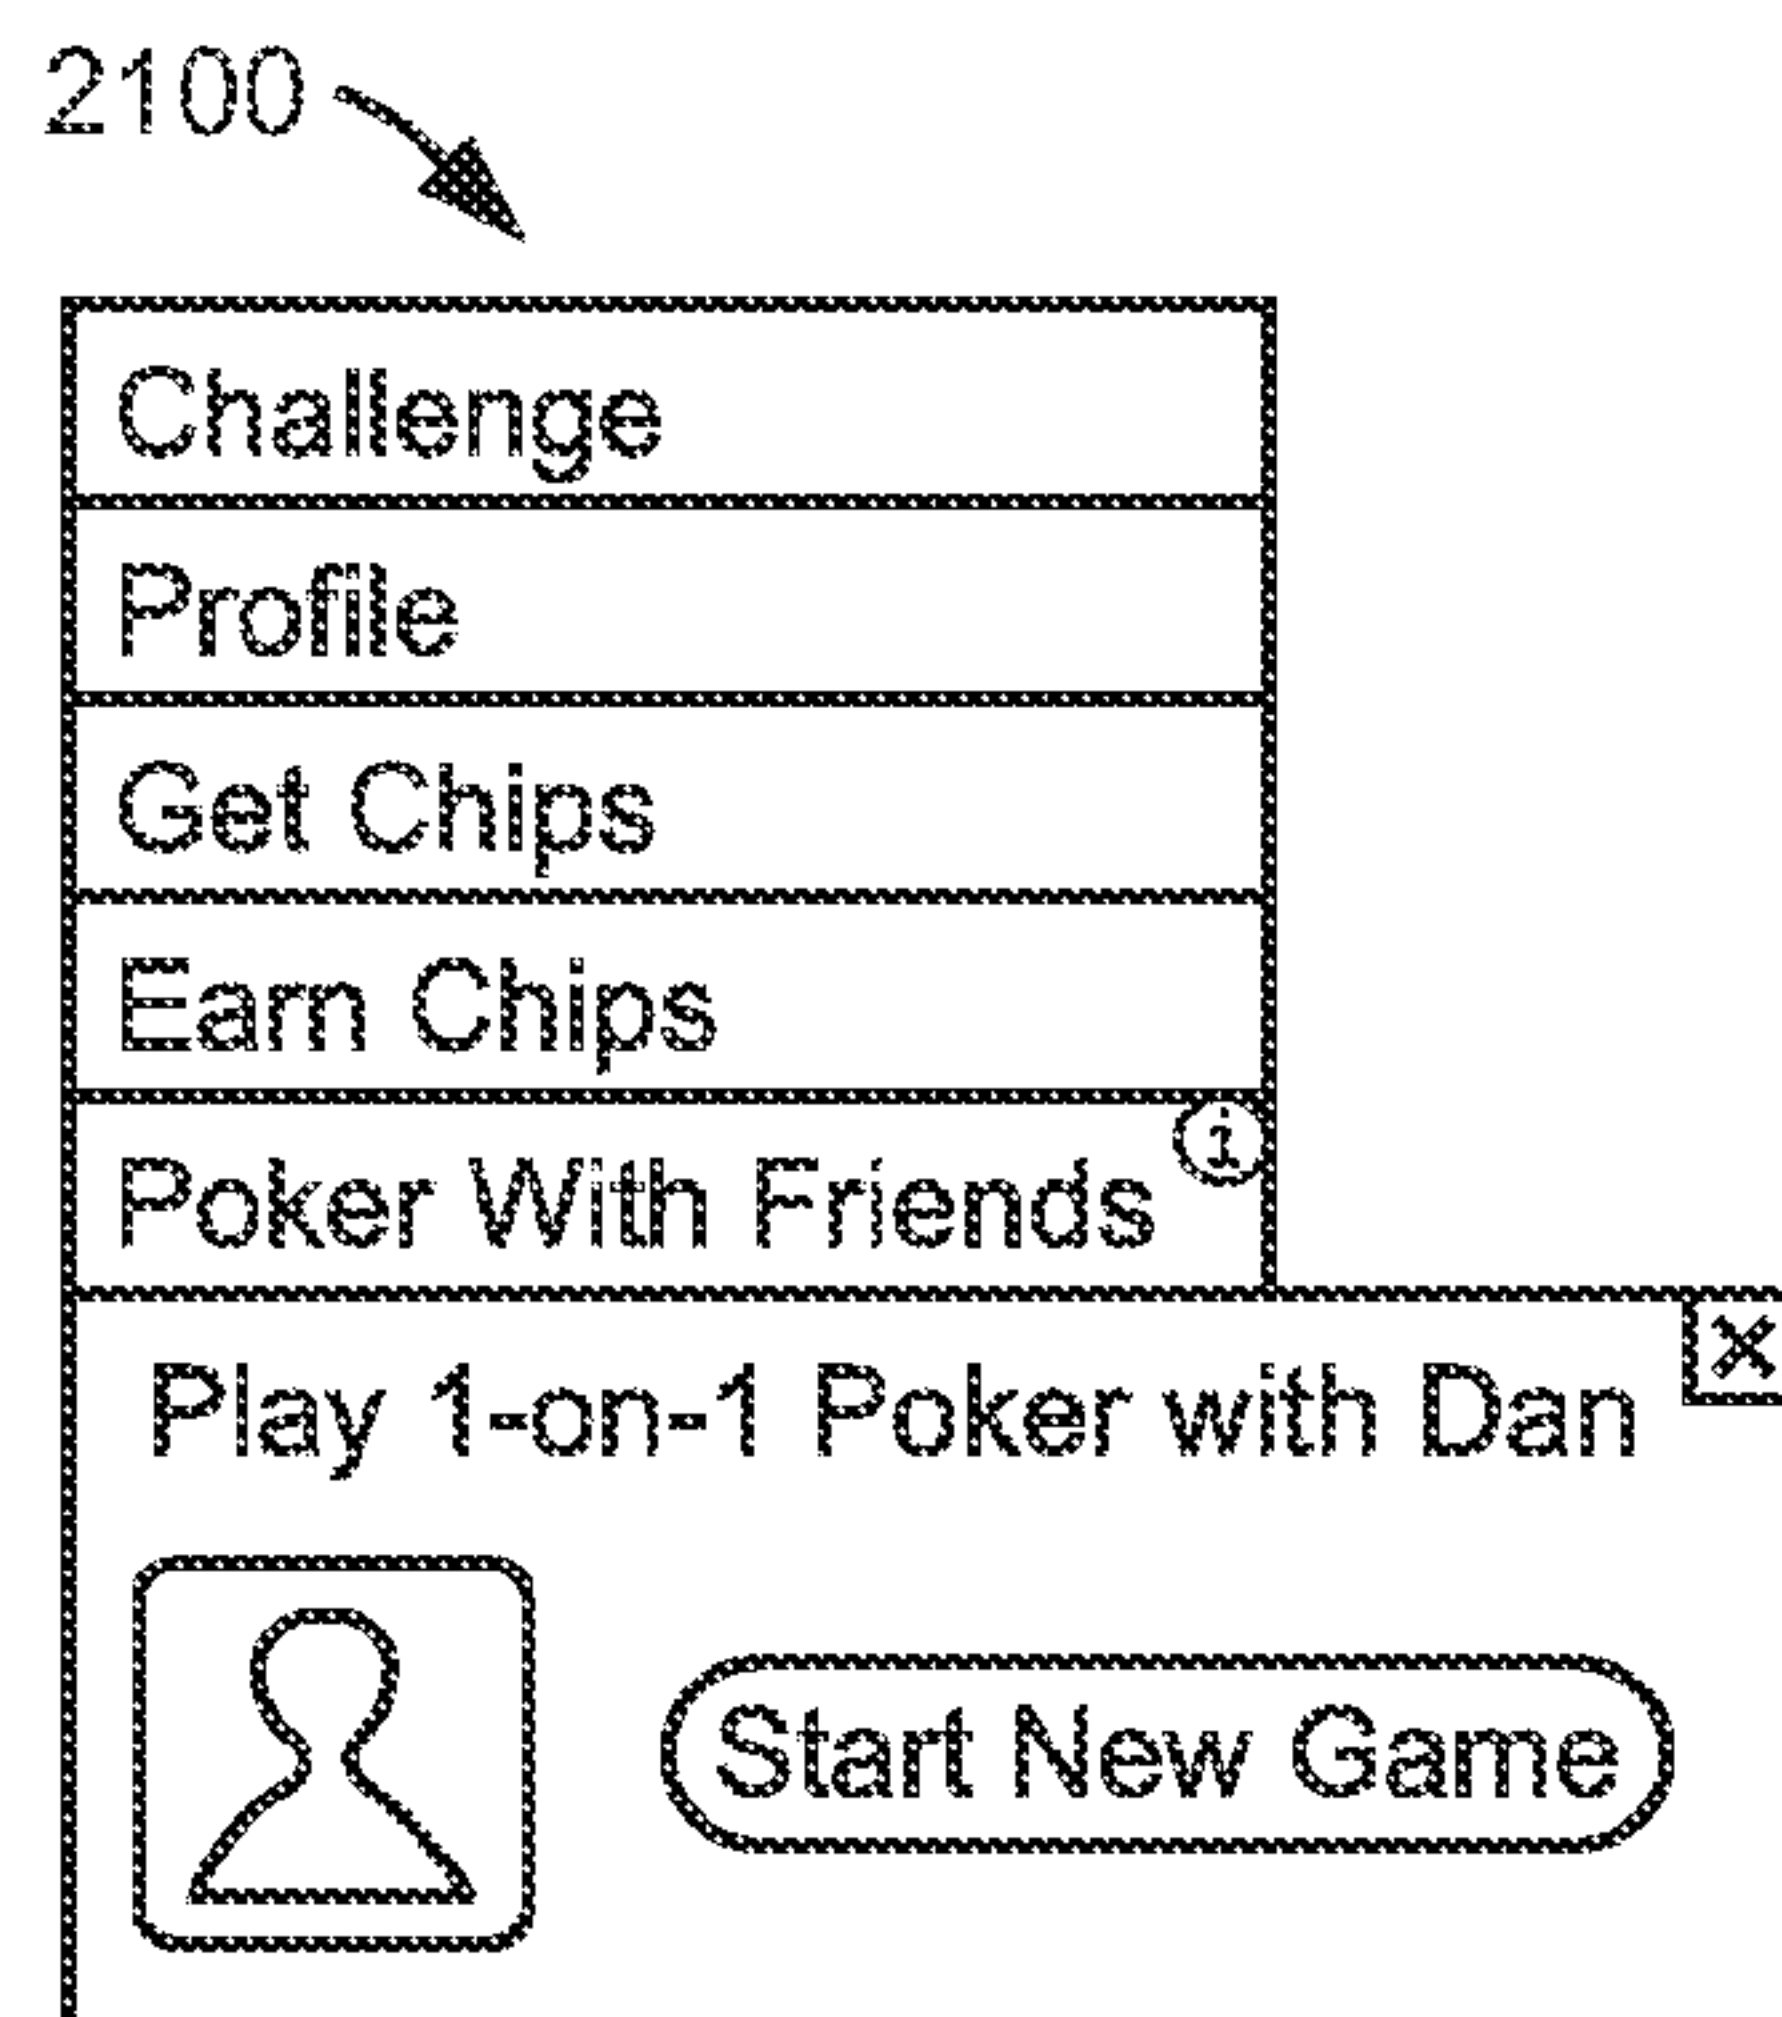 2100
Challenge
Profile
Get Chips
Earn Chips
Poker With Friends i
Play 1-on-1 Poker with Dan X
Start New Game